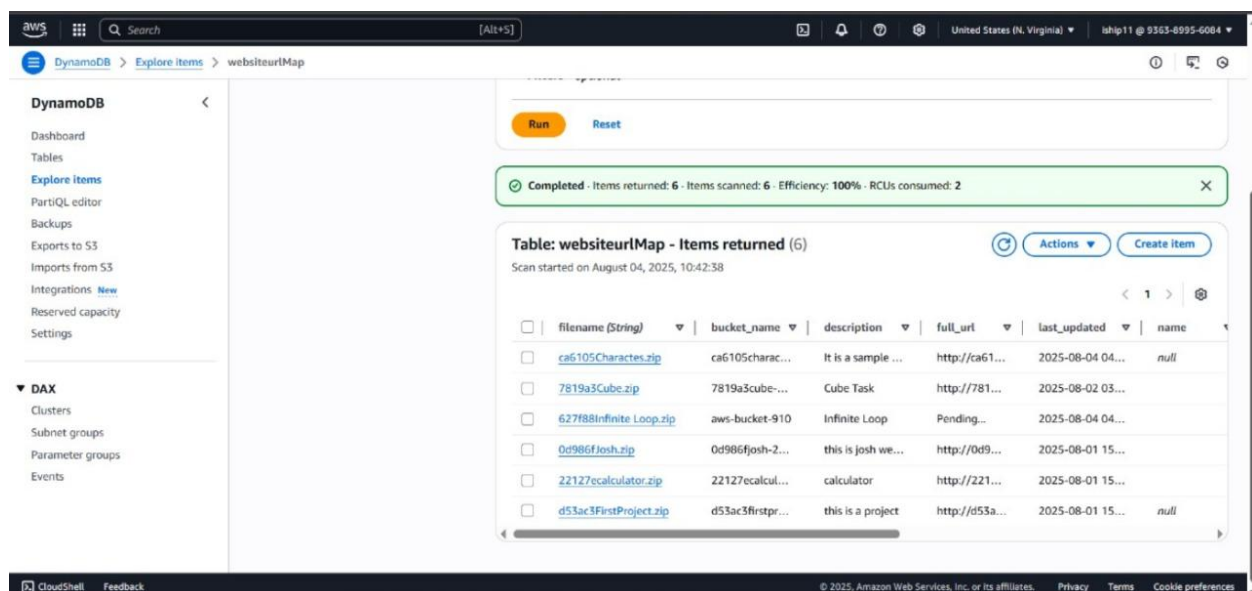 aws Search [Alt+S] United States (N. Virginia) ▼ iship11 @ 9363-8995-6084 ▼
DynamoDB > Explore items > websiteurlMap
DynamoDB
Dashboard
Tables
Explore items
PartiQL editor
Backups
Exports to S3
Imports from S3
Integrations New
Reserved capacity
Settings
▼ DAX
Clusters
Subnet groups
Parameter groups
Events
Run Reset
Completed · Items returned: 6 · Items scanned: 6 · Efficiency: 100% · RCUs consumed: 2
Table: websiteurlMap - Items returned (6)
Actions ▼ Create item
Scan started on August 04, 2025, 10:42:38
< 1 >
filename (String) bucket_name description full_url last_updated name
ca6105Charactes.zip ca6105charac... It is a sample ... http://ca61... 2025-08-04 04... null
7819a3Cube.zip 7819a3cube-... Cube Task http://781... 2025-08-02 03...
627f88Infinite Loop.zip aws-bucket-910 Infinite Loop Pending... 2025-08-04 04...
0d986fJosh.zip 0d986fjosh-2... this is josh we... http://0d9... 2025-08-01 15...
22127ecalculator.zip 22127ecalcul... calculator http://221... 2025-08-01 15...
d53ac3FirstProject.zip d53ac3firstpr... this is a project http://d53a... 2025-08-01 15... null
CloudShell Feedback © 2025, Amazon Web Services, Inc. or its affiliates. Privacy Terms Cookie preferences